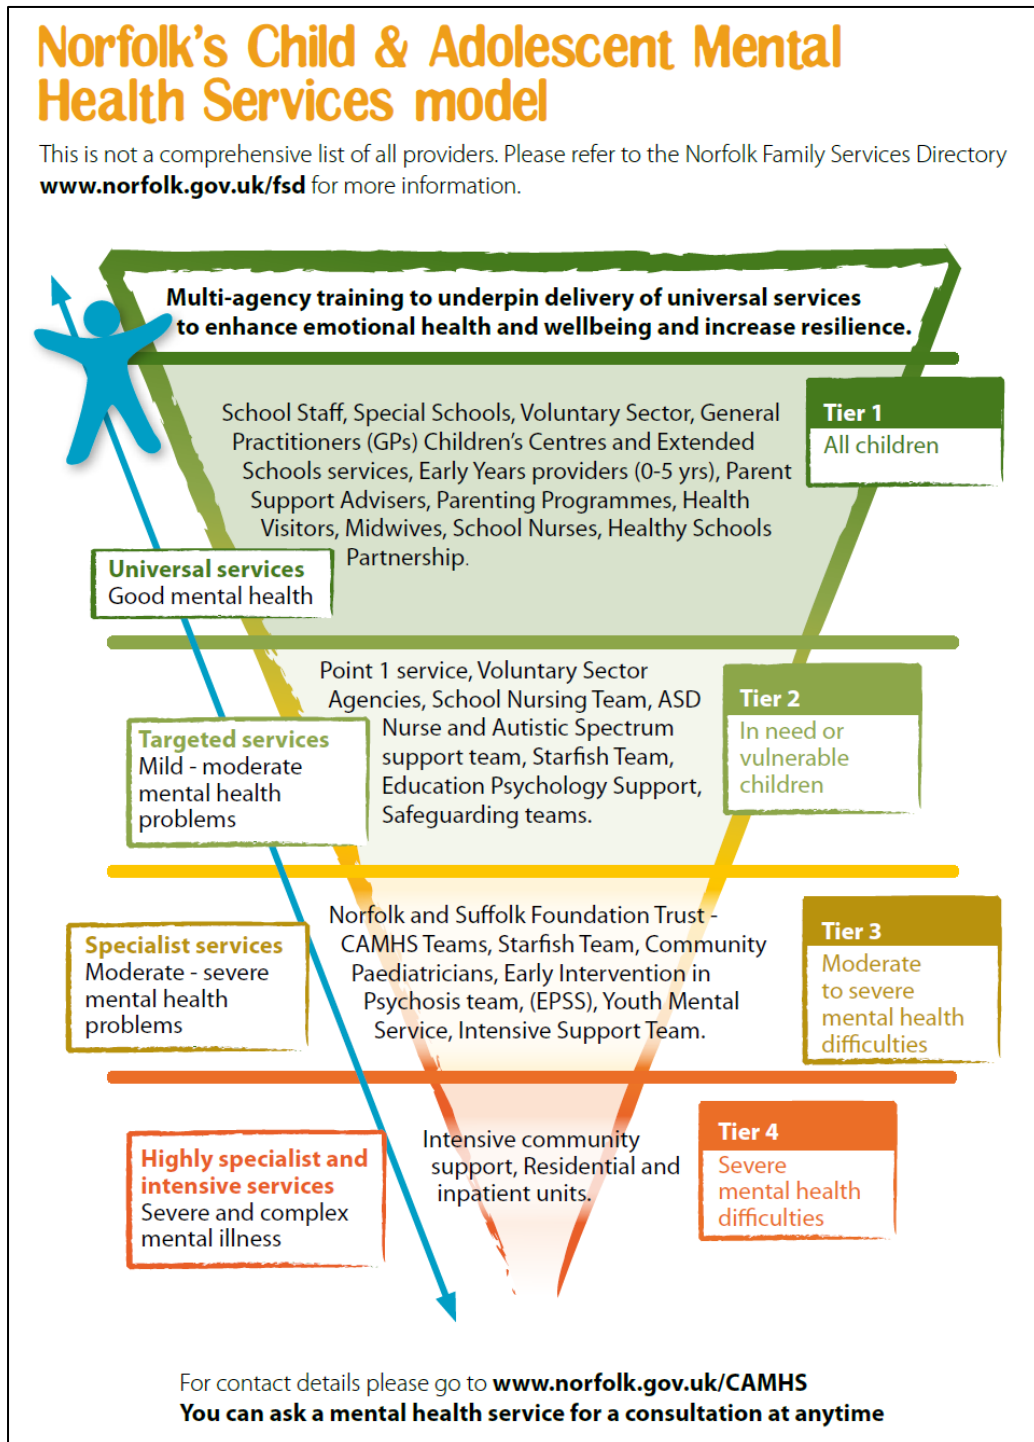 Norfolk's Child & Adolescent Mental
Health Services model
This is not a comprehensive list of all providers. Please refer to the Norfolk Family Services Directory
www.norfolk.gov.uk/fsd for more information.
Multi-agency training to underpin delivery of universal services
to enhance emotional health and wellbeing and increase resilience.
School Staff, Special Schools, Voluntary Sector, General
Practitioners (GPs) Children's Centres and Extended
Schools services, Early Years providers (0-5 yrs), Parent
Support Advisers, Parenting Programmes, Health
Visitors, Midwives, School Nurses, Healthy Schools
Partnership.
Tier 1
All children
Universal services
Good mental health
Point 1 service, Voluntary Sector
Agencies, School Nursing Team, ASD
Nurse and Autistic Spectrum
support team, Starfish Team,
Education Psychology Support,
Safeguarding teams.
Tier 2
In need or
vulnerable
children
Targeted services
Mild - moderate
mental health
problems
Norfolk and Suffolk Foundation Trust -
CAMHS Teams, Starfish Team, Community
Paediatricians, Early Intervention in
Psychosis team, (EPSS), Youth Mental
Service, Intensive Support Team.
Tier 3
Moderate
to severe
mental health
difficulties
Specialist services
Moderate - severe
mental health
problems
Intensive community
support, Residential and
inpatient units.
Tier 4
Severe
mental health
difficulties
Highly specialist and
intensive services
Severe and complex
mental illness
For contact details please go to www.norfolk.gov.uk/CAMHS
You can ask a mental health service for a consultation at anytime